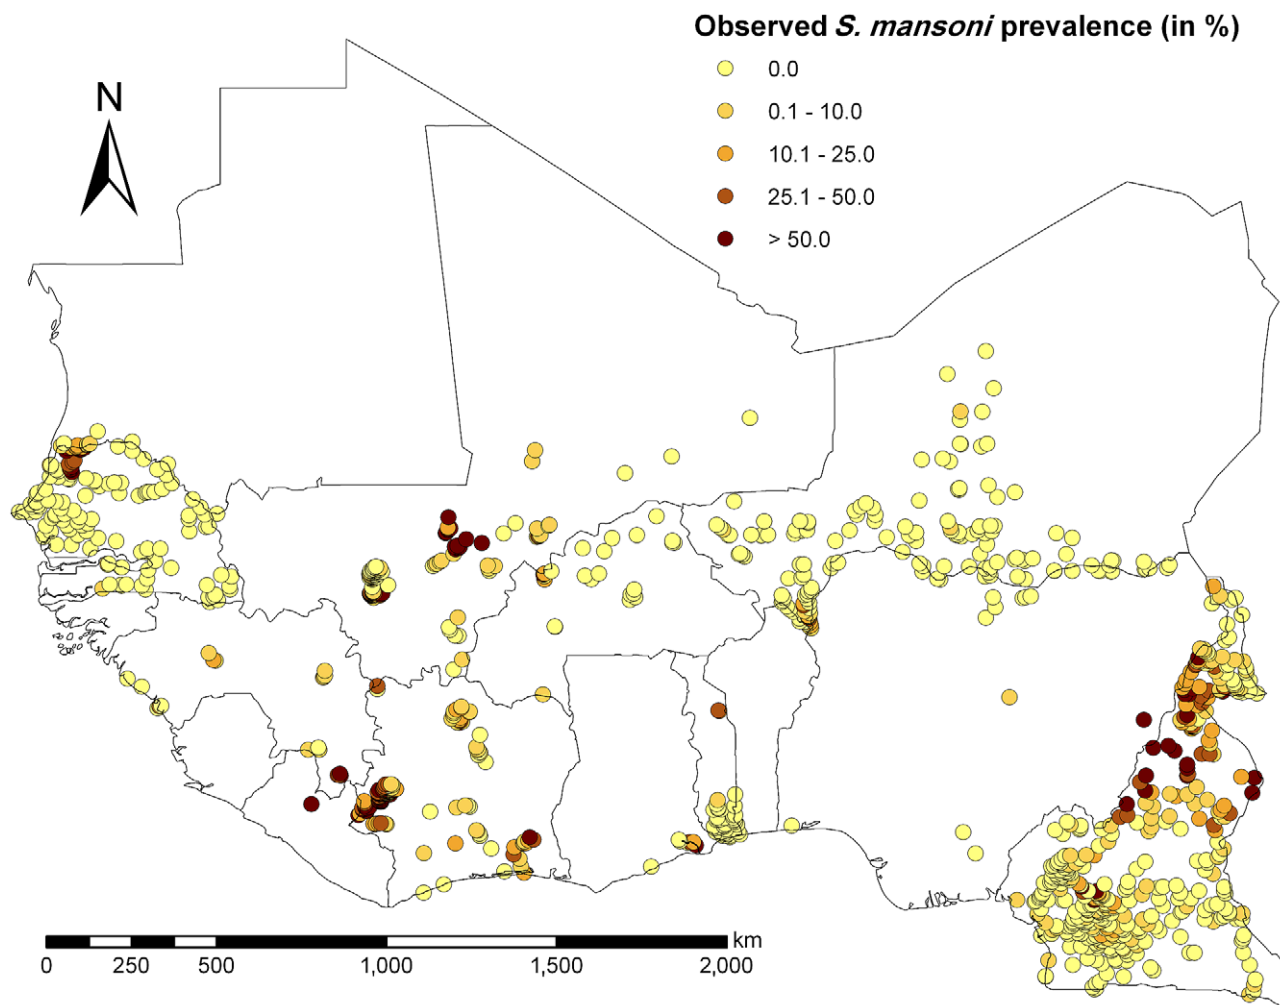 Observed S. mansoni prevalence (in %)
0.0
0.1 - 10.0
10.1 - 25.0
25.1 - 50.0
> 50.0
N
km
0 250 500 1,000 1,500 2,000